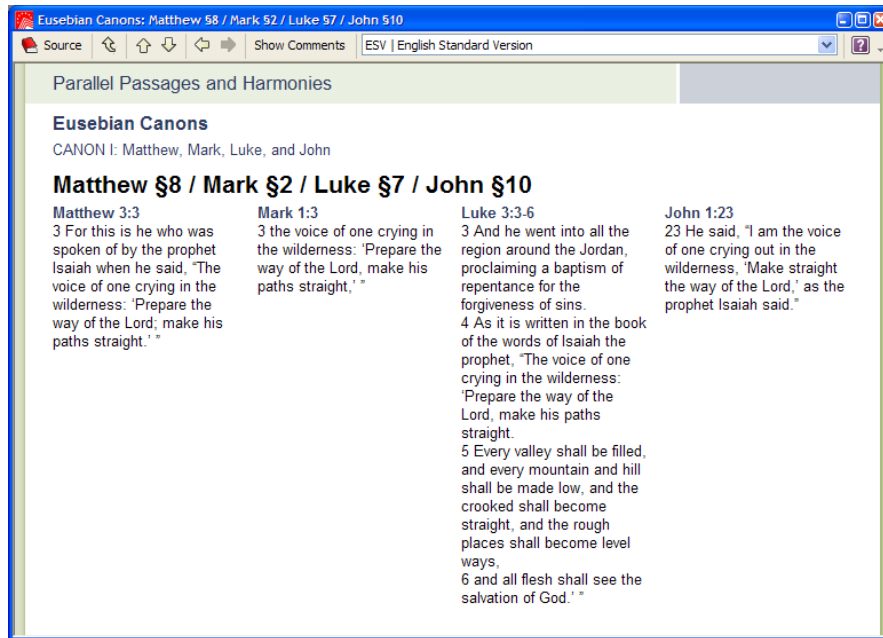 Eusebian Canons: Matthew §8 / Mark §2 / Luke §7 / John §10
Source
Show Comments
ESV | English Standard Version
?
Parallel Passages and Harmonies
Eusebian Canons
CANON I: Matthew, Mark, Luke, and John
Matthew §8 / Mark §2 / Luke §7 / John §10
Matthew 3:3
3 For this is he who was
spoken of by the prophet
Isaiah when he said, “The
voice of one crying in the
wilderness: ‘Prepare the
way of the Lord; make his
paths straight.’ ”
Mark 1:3
3 the voice of one crying in
the wilderness: ‘Prepare the
way of the Lord, make his
paths straight,’ ”
Luke 3:3-6
3 And he went into all the
region around the Jordan,
proclaiming a baptism of
repentance for the
forgiveness of sins.
4 As it is written in the book
of the words of Isaiah the
prophet, “The voice of one
crying in the wilderness:
‘Prepare the way of the
Lord, make his paths
straight.
5 Every valley shall be filled,
and every mountain and hill
shall be made low, and the
crooked shall become
straight, and the rough
places shall become level
ways,
6 and all flesh shall see the
salvation of God.’ ”
John 1:23
23 He said, “I am the voice
of one crying out in the
wilderness, ‘Make straight
the way of the Lord,’ as the
prophet Isaiah said.”